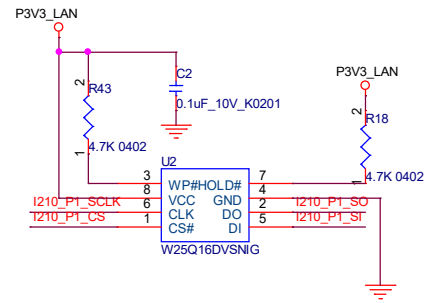 P3V3_LAN
C2
0.1uF_10V_K0201
2
R43
1
4.7K 0402
P3V3_LAN
2
R18
1
4.7K 0402
U2
3 WP# HOLD# 7
8 VCC GND 4
I210_P1_SCLK 6 CLK DO 2 I210_P1_SO
I210_P1_CS 1 CS# DI 5 I210_P1_SI
W25Q16DVSNIG